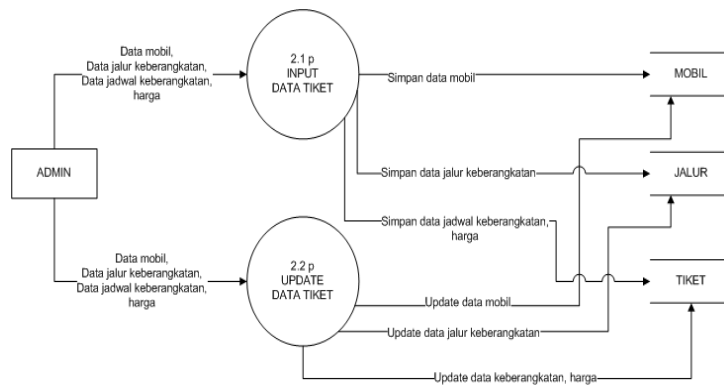 Data mobil,
Data jalur keberangkatan,
Data jadwal keberangkatan,
harga
2.1 p
INPUT
DATA TIKET
Simpan data mobil
MOBIL
ADMIN
Simpan data jalur keberangkatan
JALUR
Simpan data jadwal keberangkatan,
harga
Data mobil,
Data jalur keberangkatan,
Data jadwal keberangkatan,
harga
2.2 p
UPDATE
DATA TIKET
TIKET
Update data mobil
Update data jalur keberangkatan
Update data keberangkatan, harga